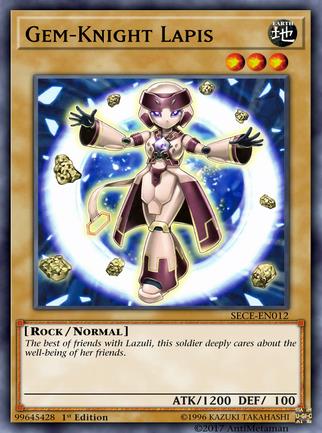 GEM-KNIGHT LAPIS
EARTH
地
SECE-EN012
[ROCK / NORMAL]
The best of friends with Lazuli, this soldier deeply cares about the
well-being of her friends.
ATK/1200 DEF/ 100
99645428 1st Edition ©1996 KAZUKI TAKAHASHI
©2017 AntiMetaman